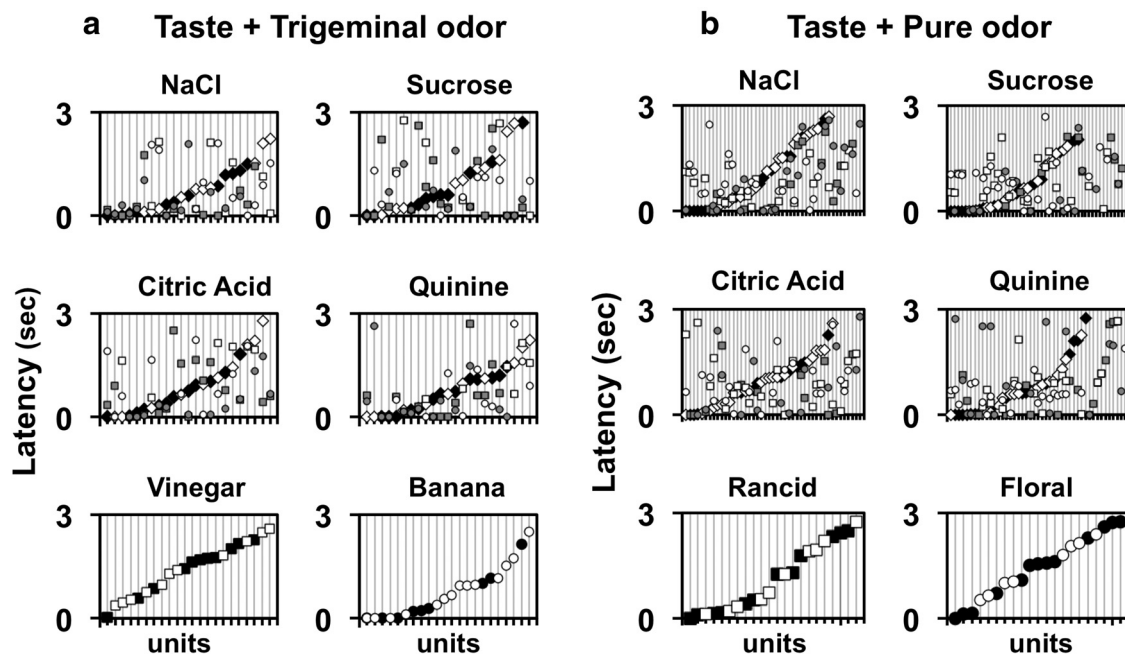 a Taste + Trigeminal odor
b Taste + Pure odor
NaCl
Sucrose
NaCl
Sucrose
3
0
3
0
3
0
3
0
Citric Acid
Quinine
Citric Acid
Quinine
3
0
3
0
3
0
3
0
Latency (sec)
Latency (sec)
Vinegar
Banana
Rancid
Floral
3
0
3
0
3
0
3
0
units
units
units
units